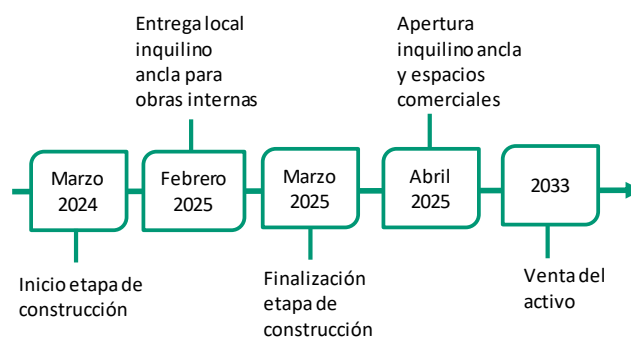 Entrega local
inquilino
ancla para
obras internas
Apertura
inquilino ancla
y espacios
comerciales
Marzo
2024
Febrero
2025
Marzo
2025
Abril
2025
2033
Inicio etapa de
construcción
Finalización
etapa de
construcción
Venta del
activo